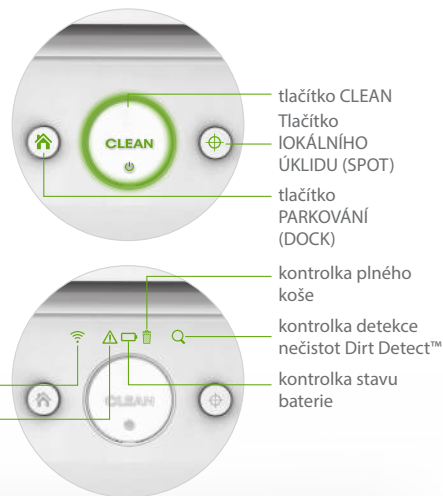 tlačítko CLEAN
Tlačítko
lOKÁLNÍHO
ÚKLIDU (SPOT)
CLEAN
tlačítko
PARKOVÁNÍ
(DOCK)
kontrolka plného
koše
kontrolka detekce
nečistot Dirt Detect™
kontrolka stavu
baterie
CLEAN